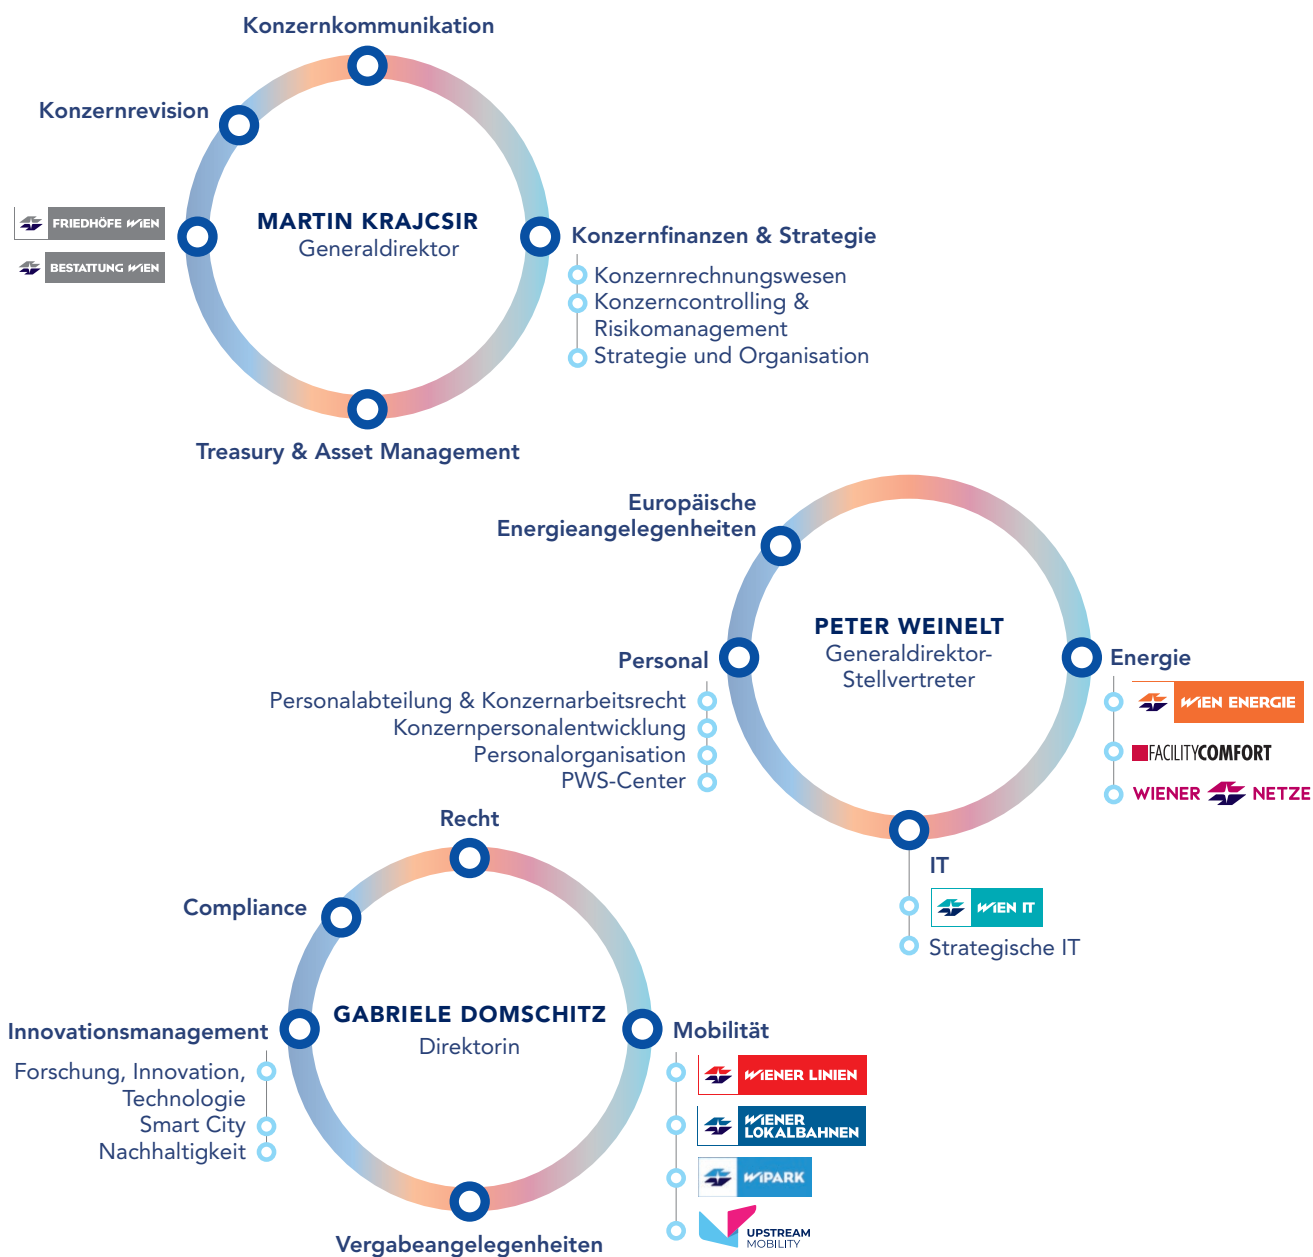 Konzernkommunikation
Konzernrevision
FRIEDHÖFE WIEN
BESTATTUNG WIEN
MARTIN KRAJCSIR
Generaldirektor
Konzernfinanzen & Strategie
Konzernrechnungswesen
Konzerncontrolling &
Risikomanagement
Strategie und Organisation
Treasury & Asset Management
Europäische
Energieangelegenheiten
PETER WEINELT
Generaldirektor-
Stellvertreter
Personal
Personalabteilung & Konzernarbeitsrecht
Konzernpersonalentwicklung
Personalorganisation
PWS-Center
Energie
WIEN ENERGIE
FACILITYCOMFORT
WIENER NETZE
IT
WIEN IT
Strategische IT
Recht
Compliance
GABRIELE DOMSCHITZ
Direktorin
Innovationsmanagement
Forschung, Innovation,
Technologie
Smart City
Nachhaltigkeit
Mobilität
WIENER LINIEN
WIENER
LOKALBAHNEN
WIPARK
UPSTREAM
MOBILITY
Vergabeangelegenheiten